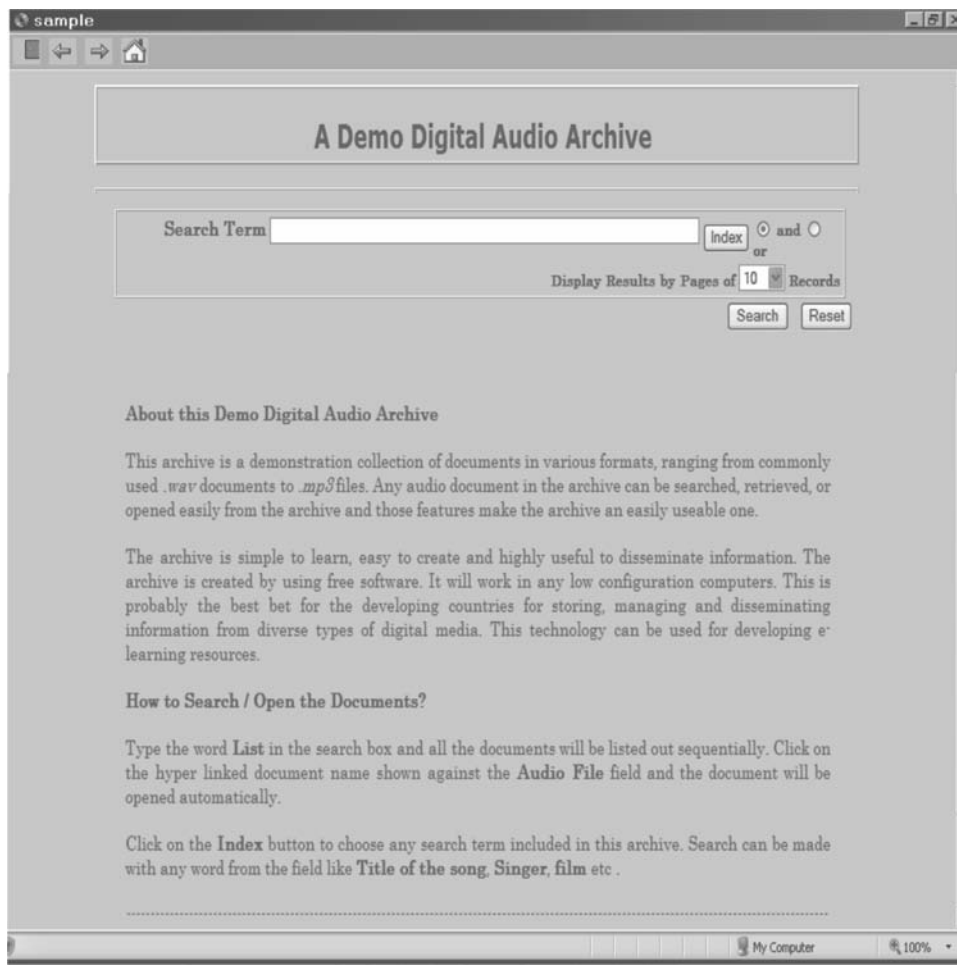 sample
A Demo Digital Audio Archive
Search Term Index and
or
Display Results by Pages of 10 Records
Search Reset
About this Demo Digital Audio Archive
This archive is a demonstration collection of documents in various formats, ranging from commonly
used .wav documents to .mp3 files. Any audio document in the archive can be searched, retrieved, or
opened easily from the archive and those features make the archive an easily useable one.
The archive is simple to learn, easy to create and highly useful to disseminate information. The
archive is created by using free software. It will work in any low configuration computers. This is
probably the best bet for the developing countries for storing, managing and disseminating
information from diverse types of digital media. This technology can be used for developing e-
learning resources.
How to Search / Open the Documents?
Type the word List in the search box and all the documents will be listed out sequentially. Click on
the hyper linked document name shown against the Audio File field and the document will be
opened automatically.
Click on the Index button to choose any search term included in this archive. Search can be made
with any word from the field like Title of the song, Singer, film etc .
My Computer 100%